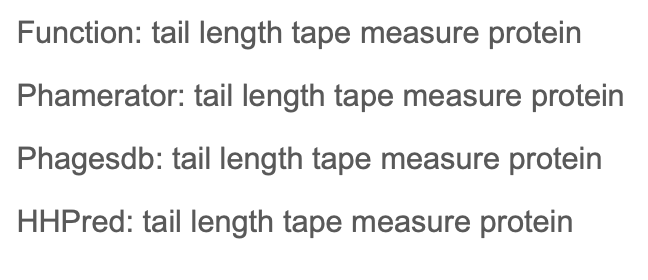 Function: tail length tape measure protein
Phamerator: tail length tape measure protein
Phagesdb: tail length tape measure protein
HHPred: tail length tape measure protein